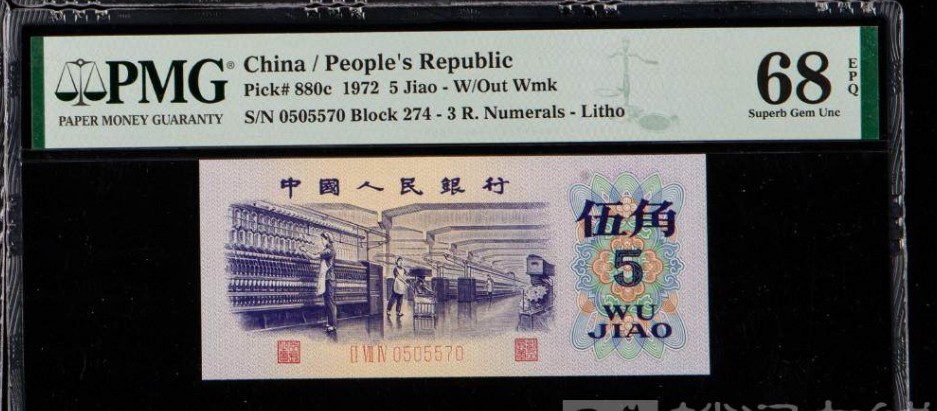 PMG®
PAPER MONEY GUARANTY
China / People's Republic
Pick# 880c 1972 5 Jiao - W/Out Wmk
S/N 0505570 Block 274 - 3 R. Numerals - Litho
68
EPQ
Superb Gem Unc
中國人民銀行
伍角
5
WU
JIAO
II VII IV 0505570